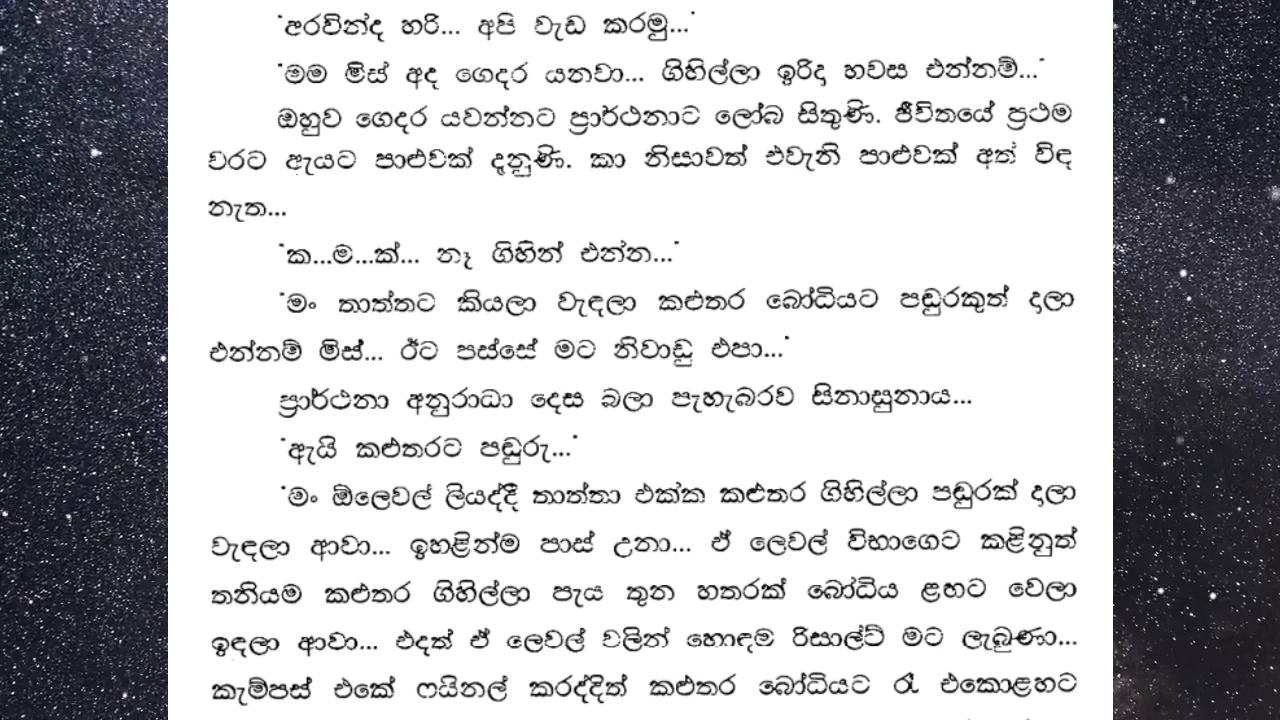 "අරවින්ද හරි... අපි වැඩ කරමු..."
"මම මිස් අද ගෙදර යනවා... ගිහිල්ලා ඉරිදා හවස එන්නම්..."
ඔහුව ගෙදර යවන්නට ප්‍රාර්ථනාට ලෝබ සිතුණි. ජීවිතයේ ප්‍රථම
වරට ඇයට පාළුවක් දැනුණි. කා නිසාවත් එවැනි පාළුවක් අත් විඳ
නැත...
"ක...ම...ක්... නෑ ගිහින් එන්න..."
"මං තාත්තට කියලා වැඳලා කළුතර බෝධියට පඬුරකුත් දාලා
එන්නම් මිස්... ඊට පස්සේ මට නිවාඩු එපා..."
ප්‍රාර්ථනා අනුරාධා දෙස බලා පැහැබරව සිනාසුනාය...
"ඇයි කළුතරට පඬුරු..."
"මං ඕලෙවල් ලියද්දී තාත්තා එක්ක කළුතර ගිහිල්ලා පඬුරක් දාලා
වැඳලා ආවා... ඉහළින්ම පාස් උනා... ඒ ලෙවල් විභාගෙට කළිනුත්
තනියම කළුතර ගිහිල්ලා පැය තුන හතරක් බෝධිය ළඟට වෙලා
ඉඳලා ආවා... එදත් ඒ ලෙවල් වලින් හොඳම රිසාල්ට් මට ලැබුණා...
කැම්පස් එකේ ෆයිනල් කරද්දිත් කළුතර බෝධියට රෑ එකොළහට